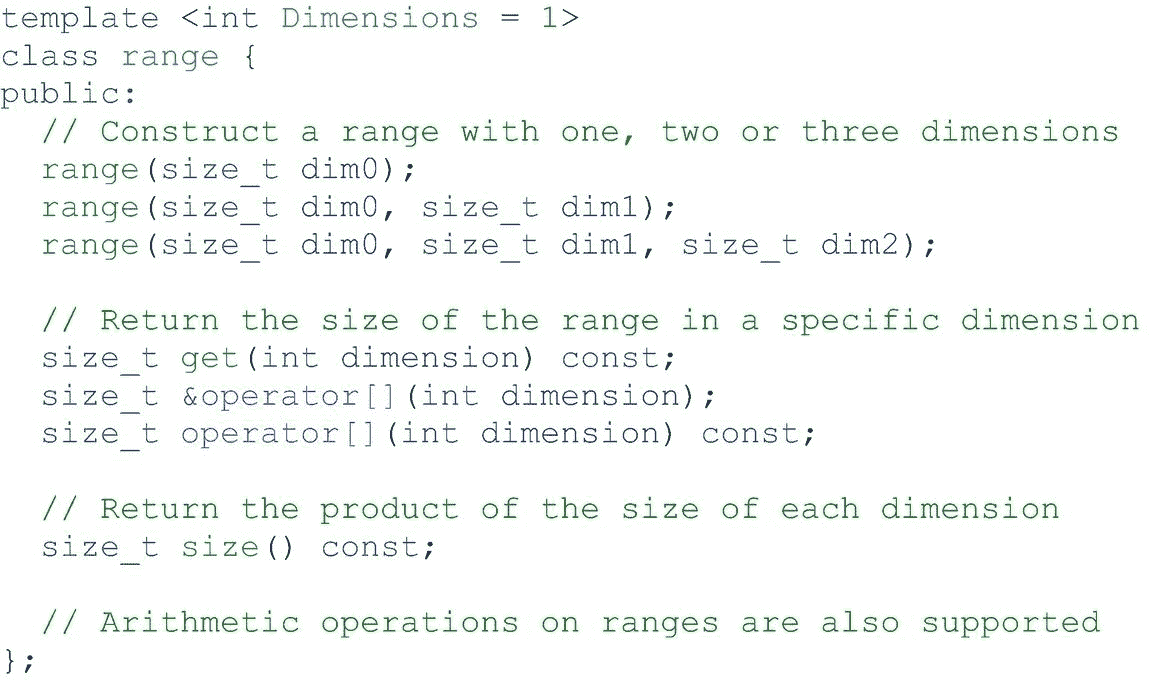 template <int Dimensions = 1>
class range {
public:
  // Construct a range with one, two or three dimensions
  range(size_t dim0);
  range(size_t dim0, size_t dim1);
  range(size_t dim0, size_t dim1, size_t dim2);

  // Return the size of the range in a specific dimension
  size_t get(int dimension) const;
  size_t &operator[](int dimension);
  size_t operator[](int dimension) const;

  // Return the product of the size of each dimension
  size_t size() const;

  // Arithmetic operations on ranges are also supported
};